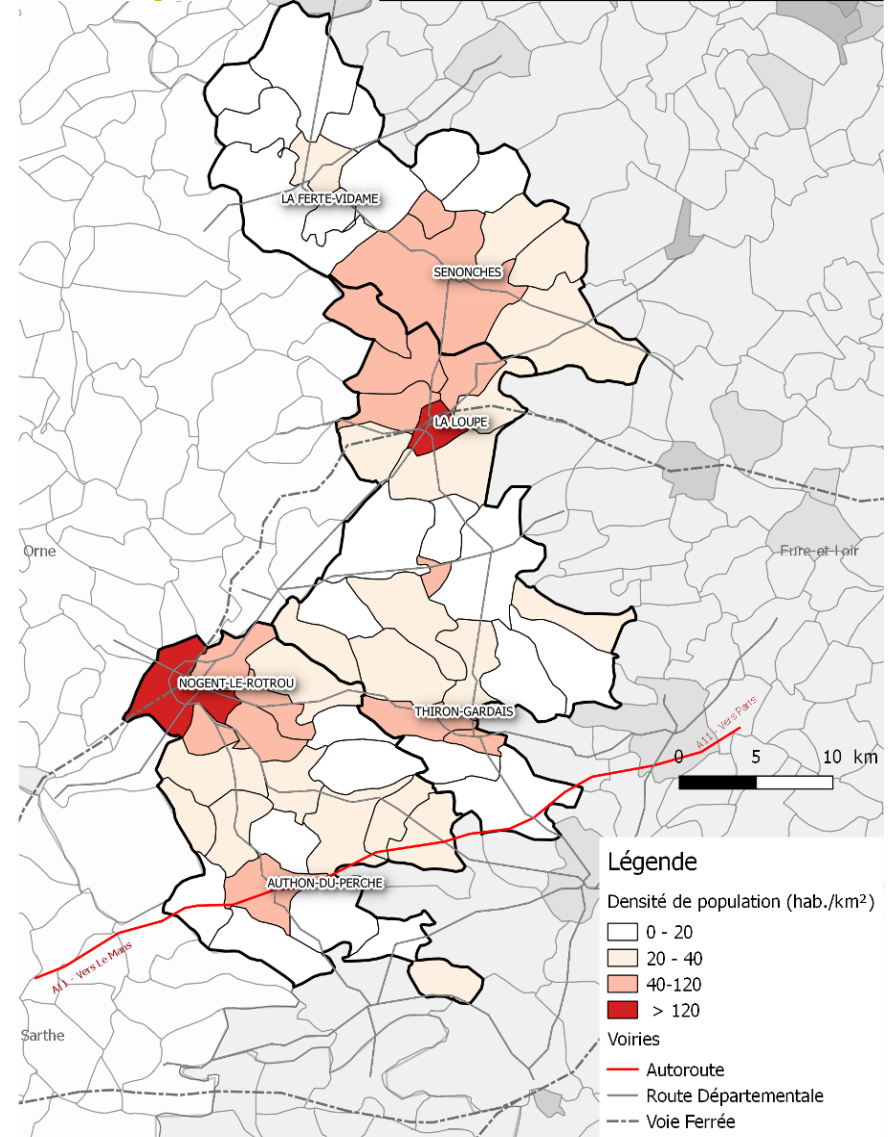 LA FERTE-VIDAME
SENONCHES
LA LOUPE
Orne
Eure-et-Loir
NOGENT-LE-ROTROU
THIRON-GARDAIS
A11 - Vers Paris
0 5 10 km
AUTHON-DU-PERCHE
A11 - Vers Le Mans
Sarthe
Légende
Densité de population (hab./km²)
0 - 20
20 - 40
40-120
> 120
Voiries
Autoroute
Route Départementale
Voie Ferrée